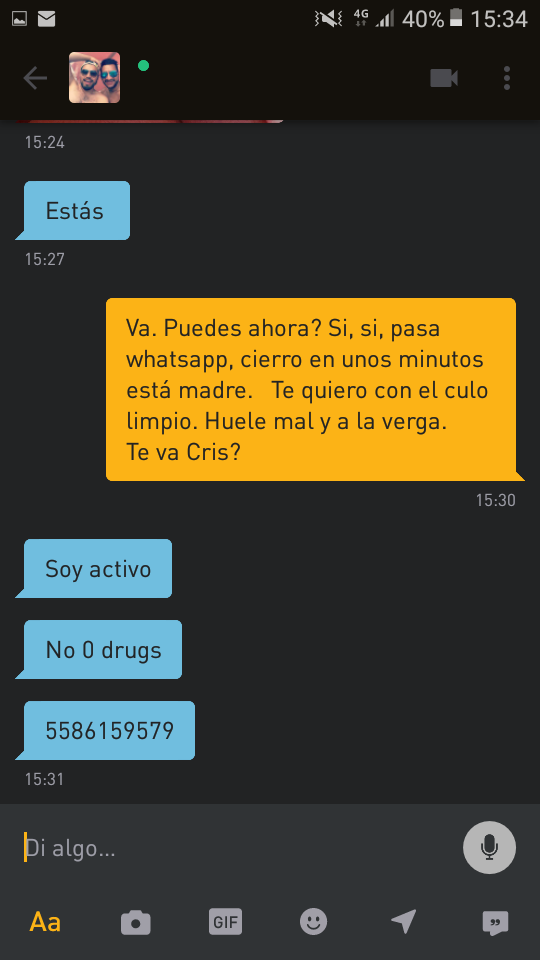 4G 40% 15:34
15:24
Estás
15:27
Va. Puedes ahora? Si, si, pasa
whatsapp, cierro en unos minutos
está madre.   Te quiero con el culo
limpio. Huele mal y a la verga.
Te va Cris?
15:30
Soy activo
No 0 drugs
5586159579
15:31
Di algo...
Aa
GIF